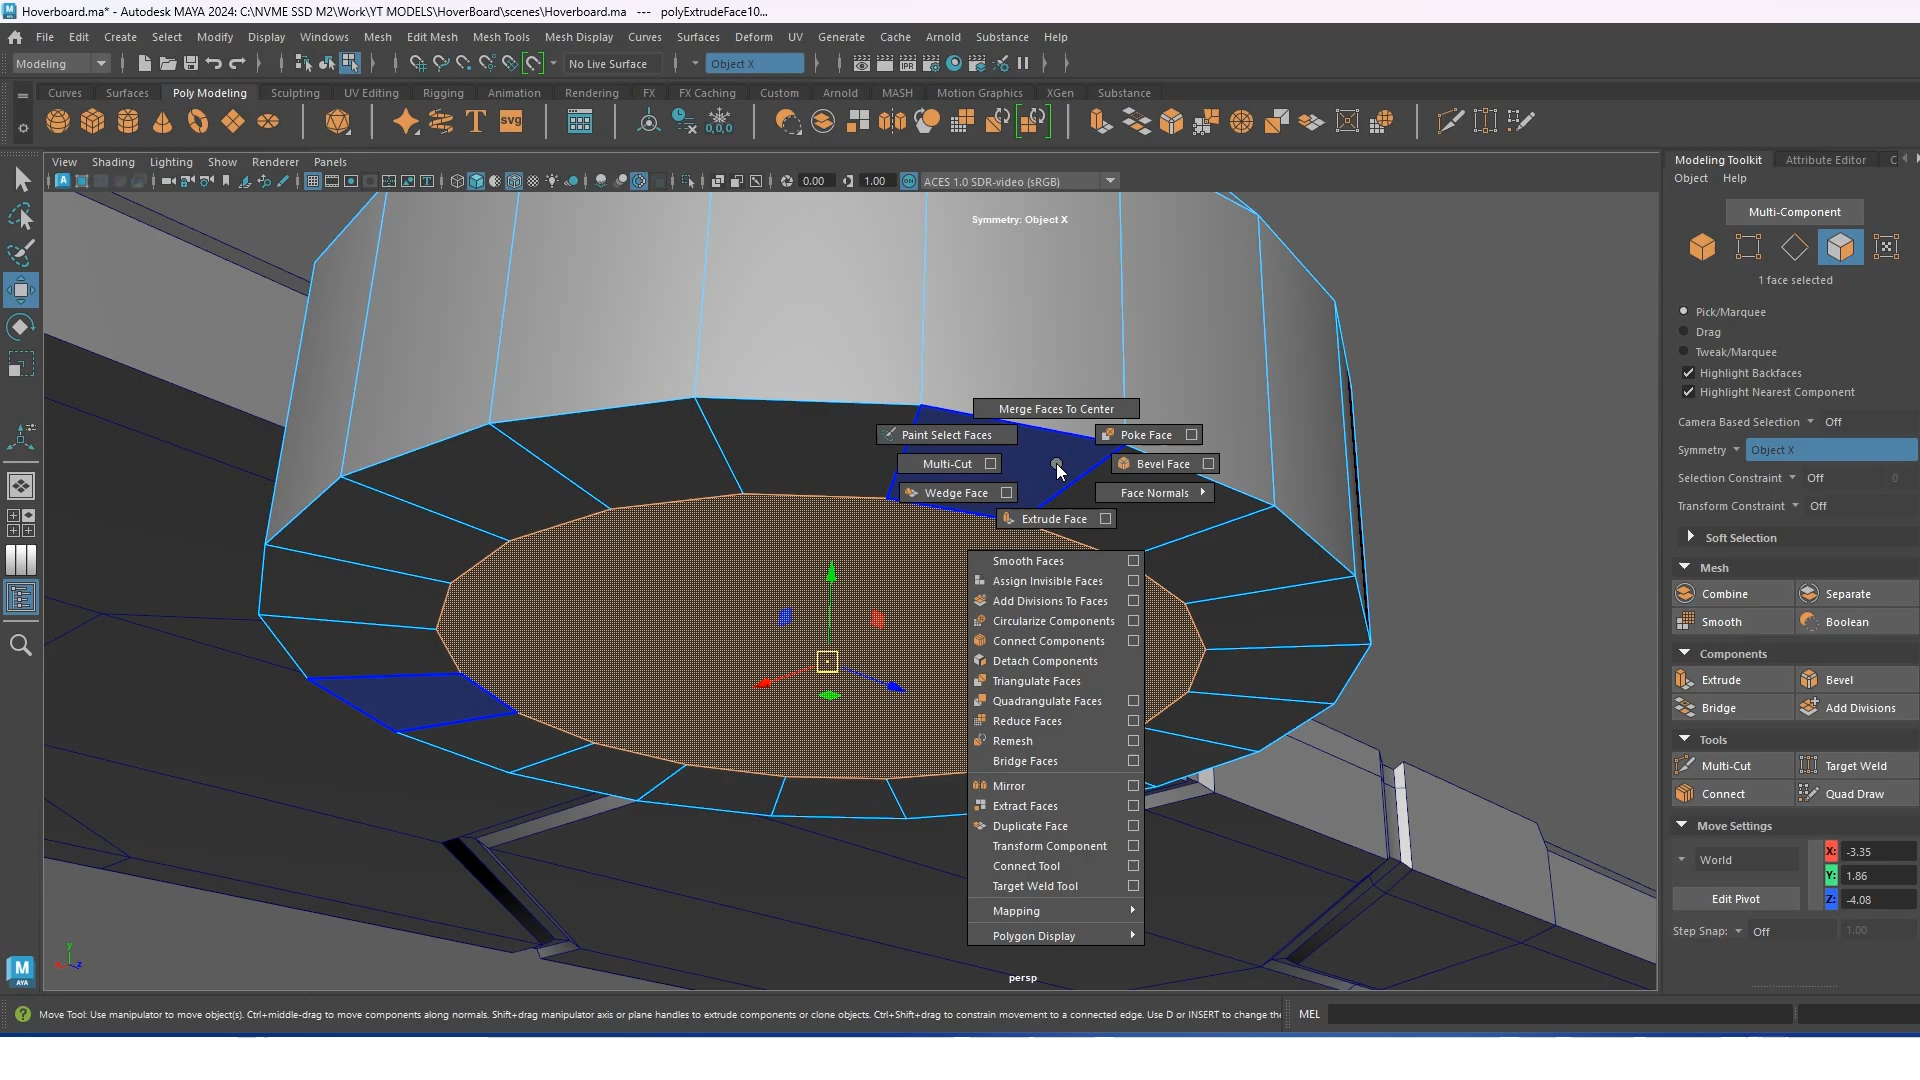 Hoverboard.ma* - Autodesk MAYA 2024: C:\NVME SSD M2\Work\YT MODELS\HoverBoard\scenes\Hoverboard.ma --- polyExtrudeFace10...
File Edit Create Select Modify Display Windows Mesh Edit Mesh Mesh Tools Mesh Display Curves Surfaces Deform UV Generate Cache Arnold Substance Help
Modeling No Live Surface Object X
Curves Surfaces Poly Modeling Sculpting UV Editing Rigging Animation Rendering FX FX Caching Custom Arnold MASH Motion Graphics XGen Substance
View Shading Lighting Show Renderer Panels
0.00 1.00 ACES 1.0 SDR-video (sRGB)
Symmetry: Object X
Merge Faces To Center
Paint Select Faces Poke Face
Multi-Cut Bevel Face
Wedge Face Face Normals
Extrude Face
Smooth Faces
Assign Invisible Faces
Add Divisions To Faces
Circularize Components
Connect Components
Detach Components
Triangulate Faces
Quadrangulate Faces
Reduce Faces
Remesh
Bridge Faces
Mirror
Extract Faces
Duplicate Face
Transform Component
Connect Tool
Target Weld Tool
Mapping
Polygon Display
persp
Modeling Toolkit Attribute Editor C
Object Help
Multi-Component
1 face selected
Pick/Marquee
Drag
Tweak/Marquee
Highlight Backfaces
Highlight Nearest Component
Camera Based Selection Off
Symmetry Object X
Selection Constraint Off 0
Transform Constraint Off
Soft Selection
Mesh
Combine Separate
Smooth Boolean
Components
Extrude Bevel
Bridge Add Divisions
Tools
Multi-Cut Target Weld
Connect Quad Draw
Move Settings
World X: -3.35
Y: 1.86
Edit Pivot Z: -4.08
Step Snap: Off 1.00
M
AYA
Move Tool: Use manipulator to move object(s). Ctrl+middle-drag to move components along normals. Shift+drag manipulator axis or plane handles to extrude components or clone objects. Ctrl+Shift+drag to constrain movement to a connected edge. Use D or INSERT to change the
MEL